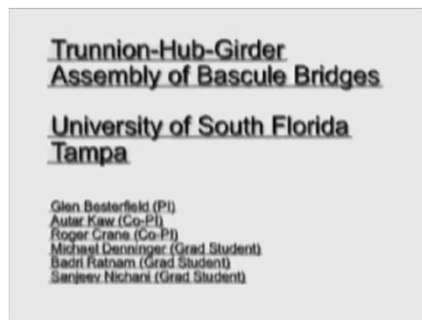 Trunnion-Hub-Girder
Assembly of Bascule Bridges
University of South Florida
Tampa
Glen Besterfield (PI)
Autar Kaw (Co-PI)
Roger Crane (Co-PI)
Michael Denninger (Grad Student)
Badri Ratnam (Grad Student)
Sanjeev Nichani (Grad Student)